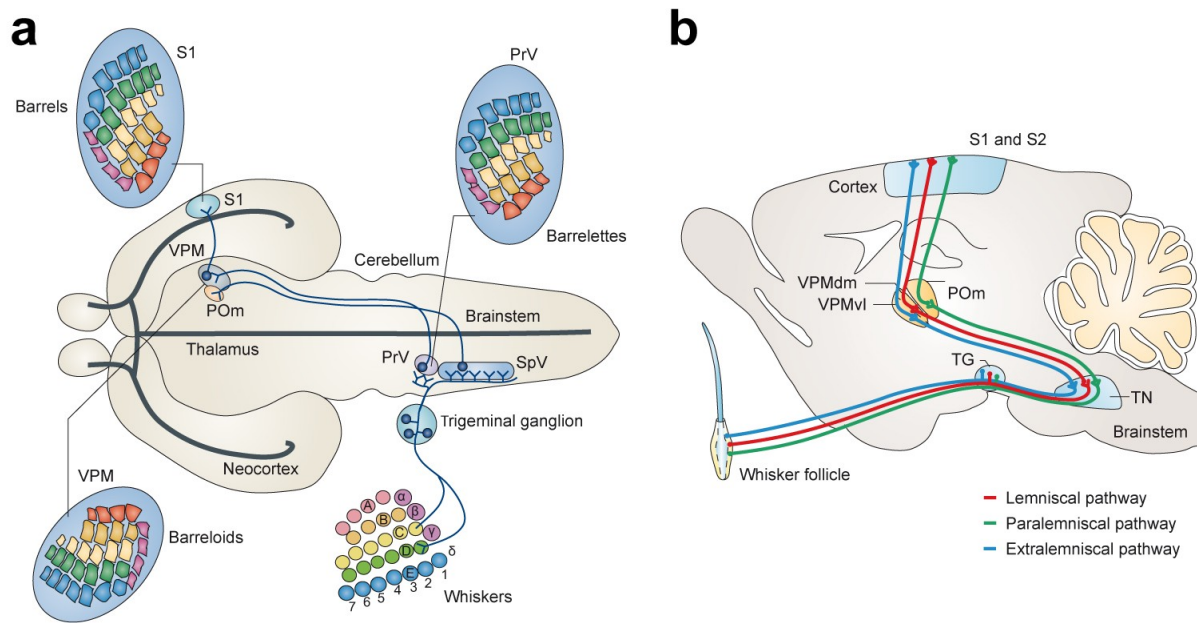 a
S1
Barrels
PrV
Barrelettes
S1
VPM
POm
Cerebellum
Thalamus
Brainstem
PrV
SpV
Trigeminal ganglion
Neocortex
VPM
Barreloids
A
α
B
β
C
γ
D
δ
E
7 6 5 4 3 2 1
Whiskers
b
S1 and S2
Cortex
VPMdm
VPMvl
POm
TG
TN
Brainstem
Whisker follicle
Lemniscal pathway
Paralemniscal pathway
Extralemniscal pathway